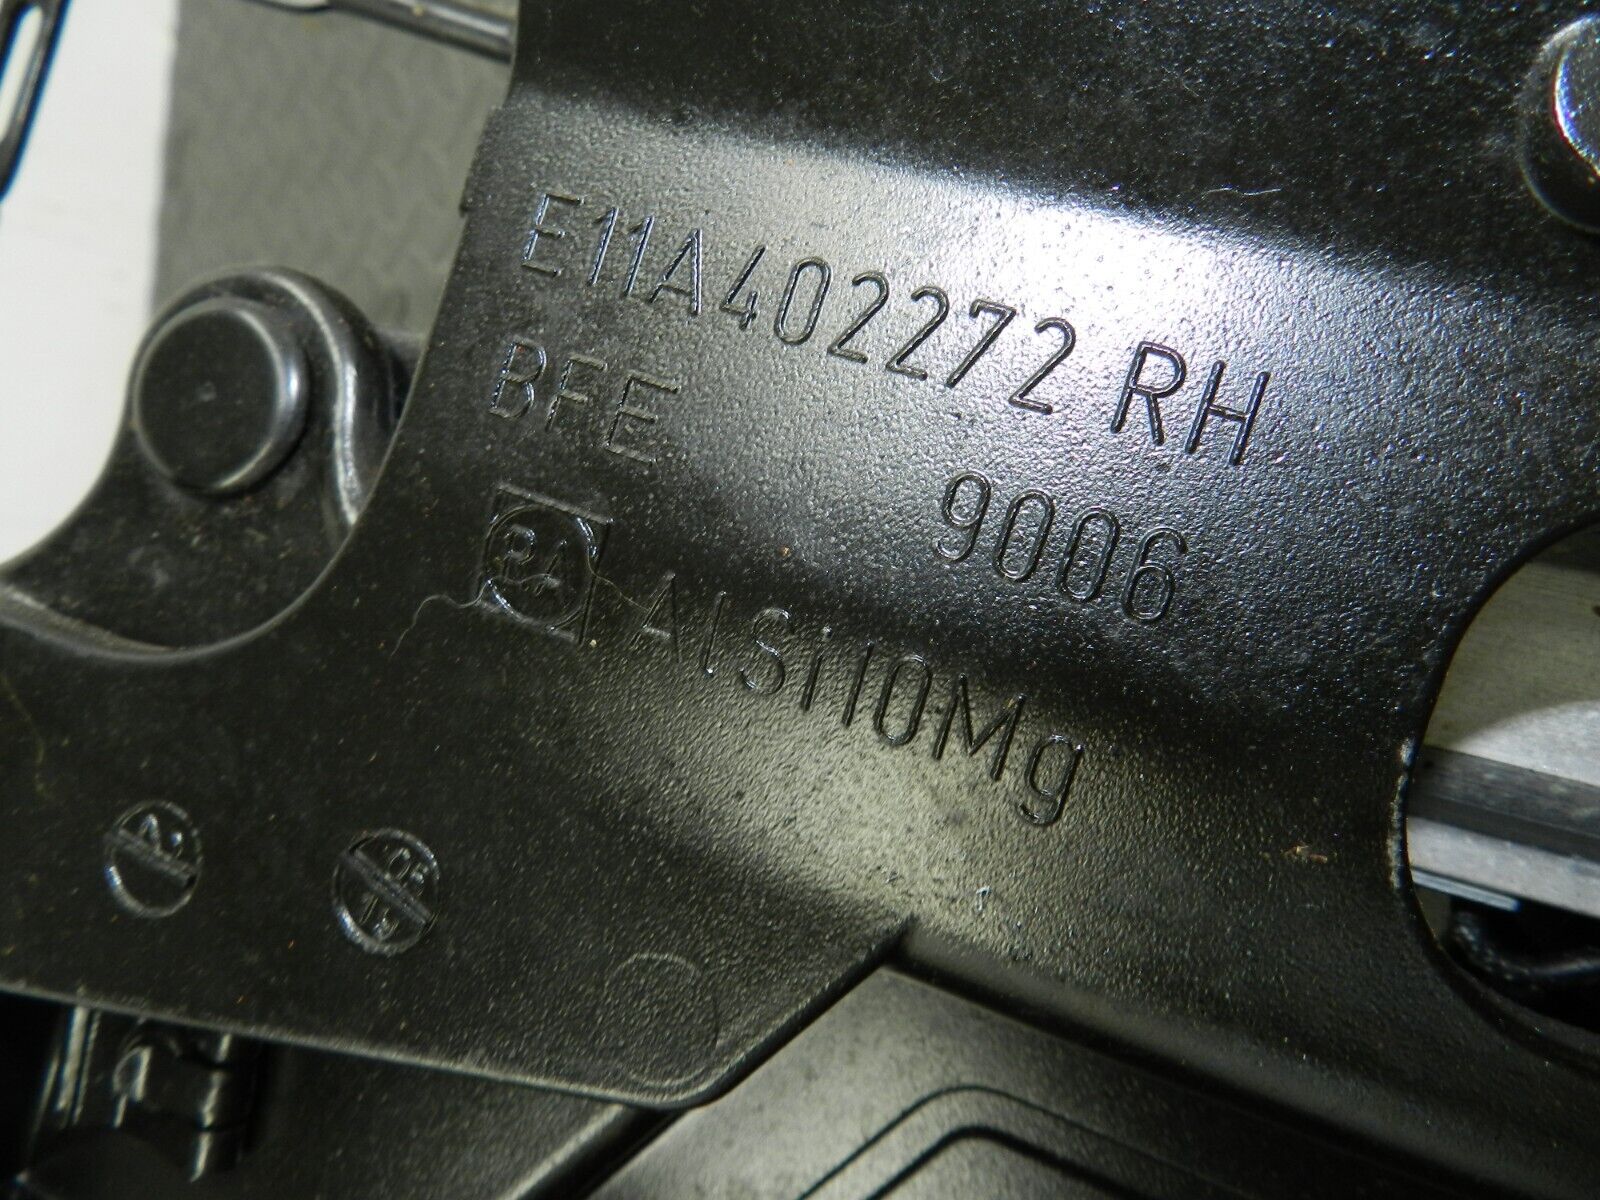 E11A402272 RH
BFE
9006
AlSi10Mg